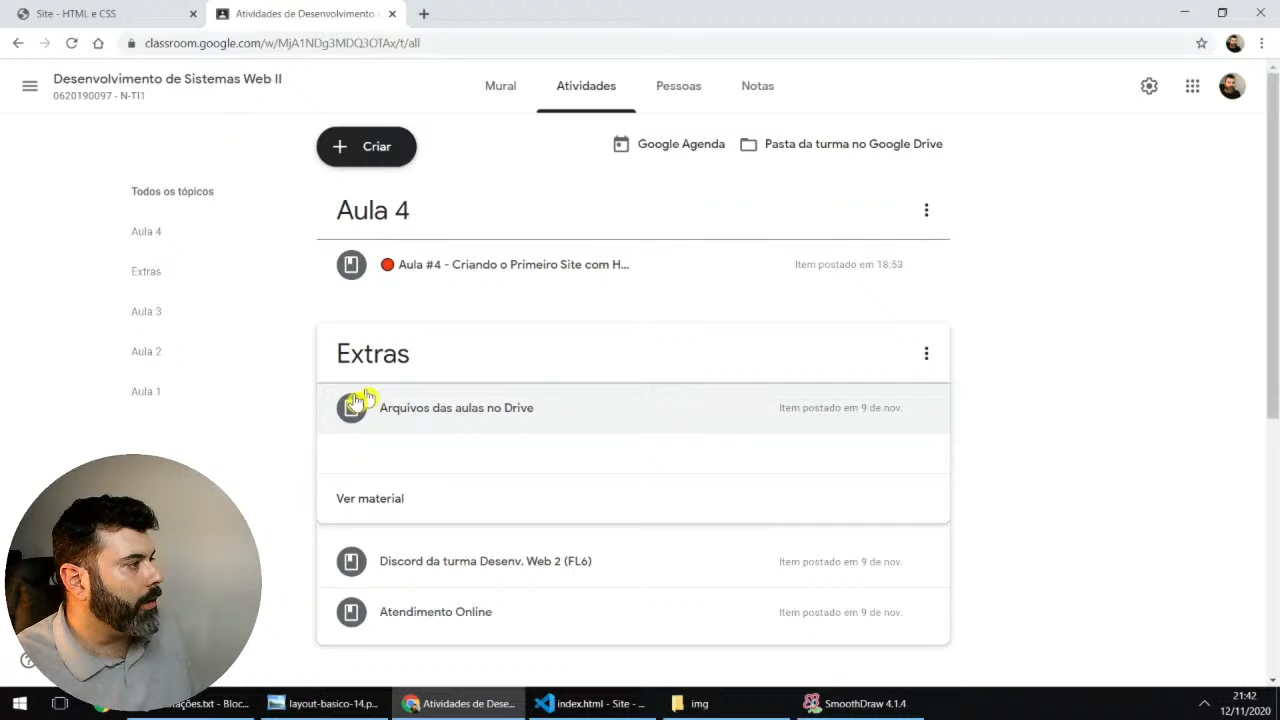 Site - HTML e CSS
Atividades de Desenvolvimento
classroom.google.com/w/MjA1NDg3MDQ3OTAx/t/all
Desenvolvimento de Sistemas Web II
0620190097 - N-TI1
Mural
Atividades
Pessoas
Notas
Criar
Google Agenda
Pasta da turma no Google Drive
Todos os tópicos
Aula 4
Extras
Aula 3
Aula 2
Aula 1
Aula 4
Aula #4 - Criando o Primeiro Site com H...
Item postado em 18:53
Extras
Arquivos das aulas no Drive
Item postado em 9 de nov.
Ver material
Discord da turma Desenv. Web 2 (FL6)
Item postado em 9 de nov.
Atendimento Online
Item postado em 9 de nov.
tações.txt - Bloc...
layout-basico-14.p...
Atividades de Dese...
index.html - Site - ...
img
SmoothDraw 4.1.4
21:42
12/11/2020